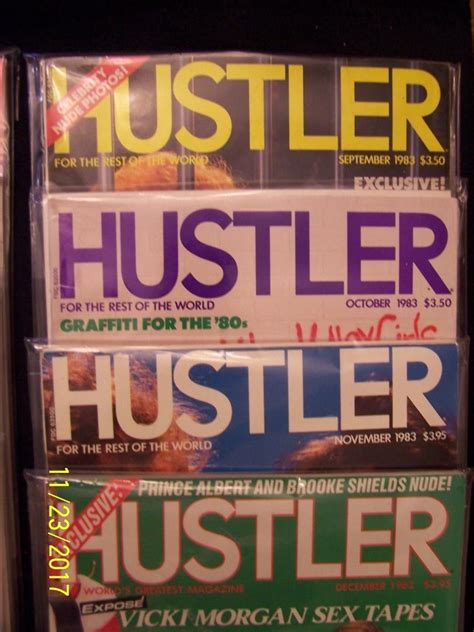 CELEBRITY
NUDE PHOTOS!
HUSTLER
FOR THE REST OF THE WORLD
SEPTEMBER 1983 $3.50
EXCLUSIVE!
HUSTLER
FOR THE REST OF THE WORLD
OCTOBER 1983 $3.50
GRAFFITI FOR THE '80s
HUSTLER
FOR THE REST OF THE WORLD
NOVEMBER 1983 $3.95
EXCLUSIVE!
PRINCE ALBERT AND BROOKE SHIELDS NUDE!
HUSTLER
WORLD'S GREATEST MAGAZINE
DECEMBER 1983 $3.95
EXPOSÉ
VICKI MORGAN SEX TAPES
11/23/2017